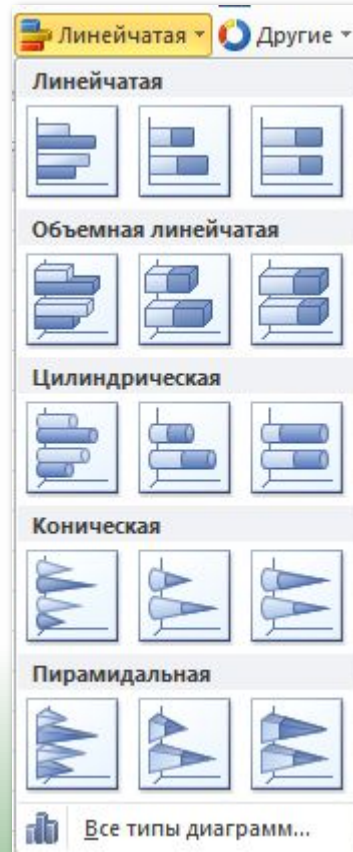 Линейчатая Другие
Линейчатая
Объемная линейчатая
Цилиндрическая
Коническая
Пирамидальная
Все типы диаграмм...